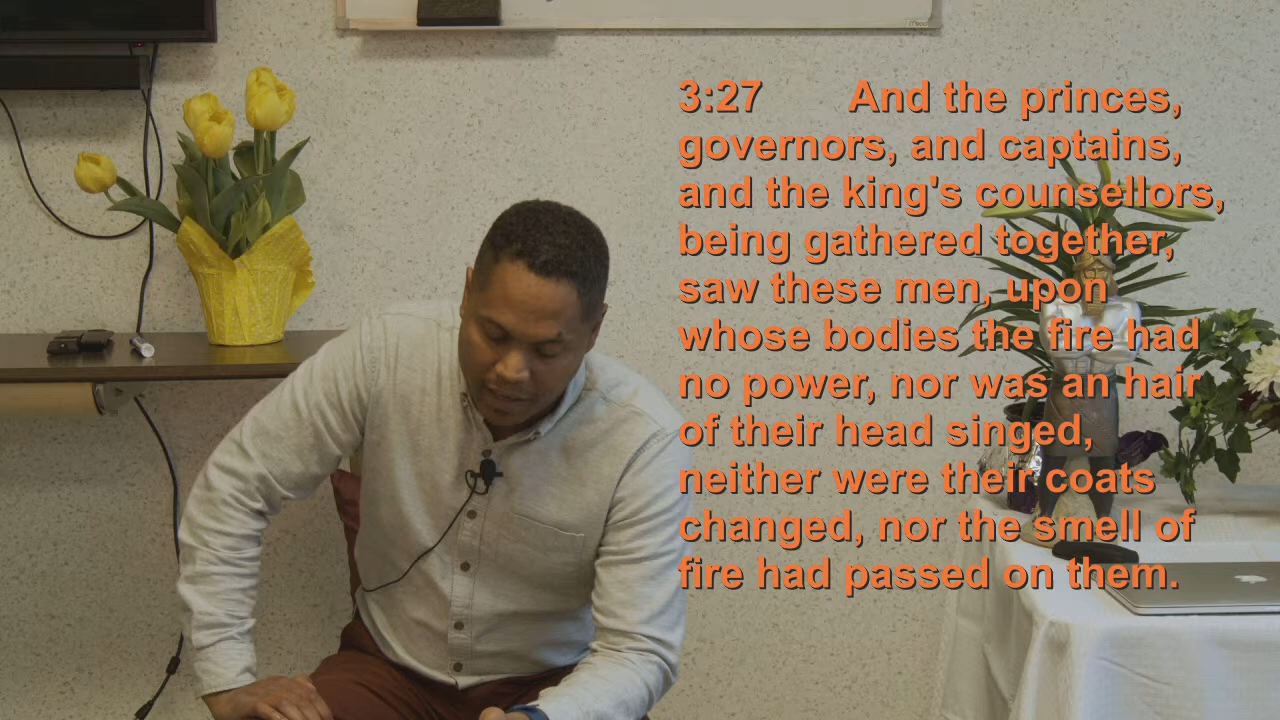 3:27 And the princes,
governors, and captains,
and the king's counsellors,
being gathered together,
saw these men, upon
whose bodies the fire had
no power, nor was an hair
of their head singed,
neither were their coats
changed, nor the smell of
fire had passed on them.